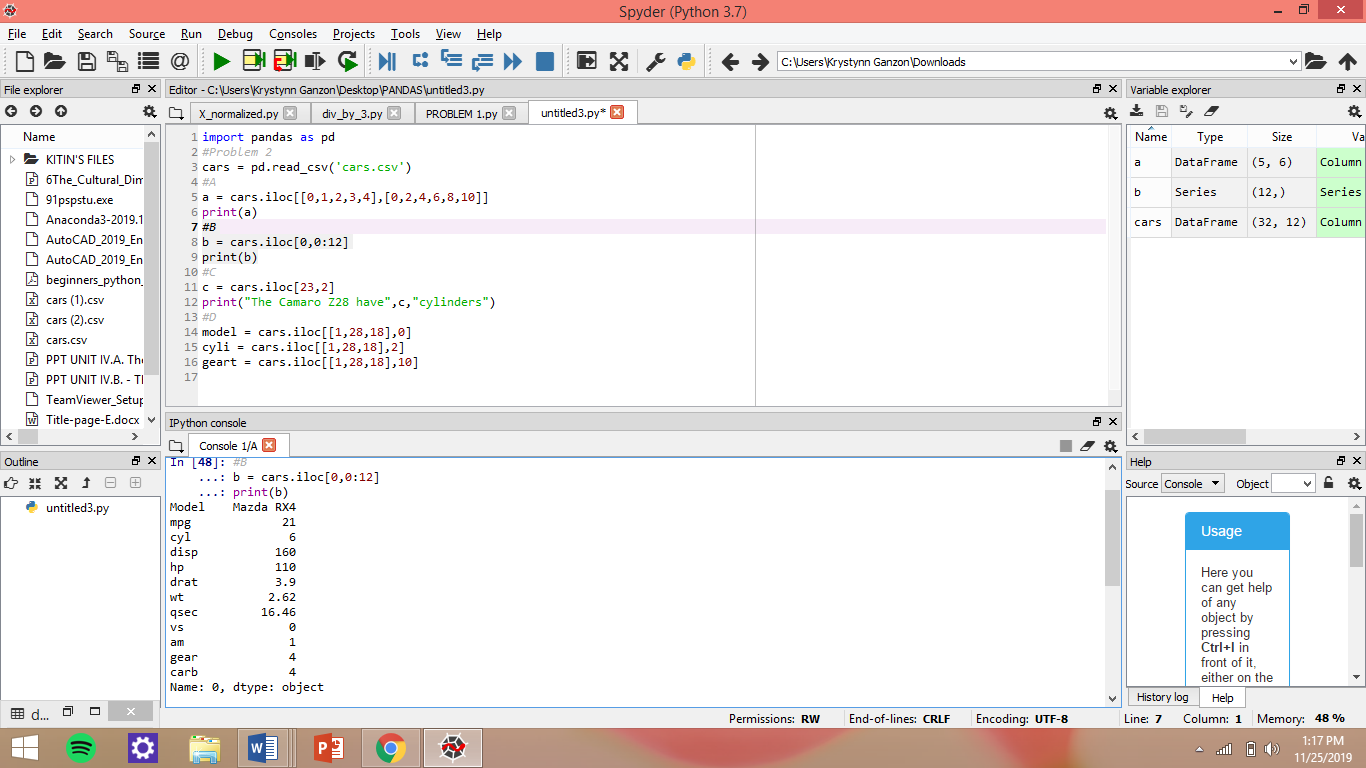 Spyder (Python 3.7)
File Edit Search Source Run Debug Consoles Projects Tools View Help
C:\Users\Krystynn Ganzon\Downloads
File explorer
Name
KITIN'S FILES
6The_Cultural_Dim
91pspstu.exe
Anaconda3-2019.1
AutoCAD_2019_En
AutoCAD_2019_En
beginners_python_
cars (1).csv
cars (2).csv
cars.csv
PPT UNIT IV.A. The
PPT UNIT IV.B. - Tl
TeamViewer_Setup
Title-page-E.docx
Outline
untitled3.py
d...
Editor - C:\Users\Krystynn Ganzon\Desktop\PANDAS\untitled3.py
X_normalized.py div_by_3.py PROBLEM 1.py untitled3.py*
1 import pandas as pd
2 #Problem 2
3 cars = pd.read_csv('cars.csv')
4 #A
5 a = cars.iloc[[0,1,2,3,4],[0,2,4,6,8,10]]
6 print(a)
7 #B
8 b = cars.iloc[0,0:12]
9 print(b)
10 #C
11 c = cars.iloc[23,2]
12 print("The Camaro Z28 have",c,"cylinders")
13 #D
14 model = cars.iloc[[1,28,18],0]
15 cyli = cars.iloc[[1,28,18],2]
16 geart = cars.iloc[[1,28,18],10]
17
IPython console
Console 1/A
In [48]: #B
...: b = cars.iloc[0,0:12]
...: print(b)
Model Mazda RX4
mpg 21
cyl 6
disp 160
hp 110
drat 3.9
wt 2.62
qsec 16.46
vs 0
am 1
gear 4
carb 4
Name: 0, dtype: object
Variable explorer
Name Type Size Va
a DataFrame (5, 6) Column
b Series (12,) Series
cars DataFrame (32, 12) Column
Help
Source Console Object
Usage
Here you
can get help
of any
object by
pressing
Ctrl+I in
front of it,
either on the
History log Help
Permissions: RW End-of-lines: CRLF Encoding: UTF-8 Line: 7 Column: 1 Memory: 48 %
1:17 PM
11/25/2019